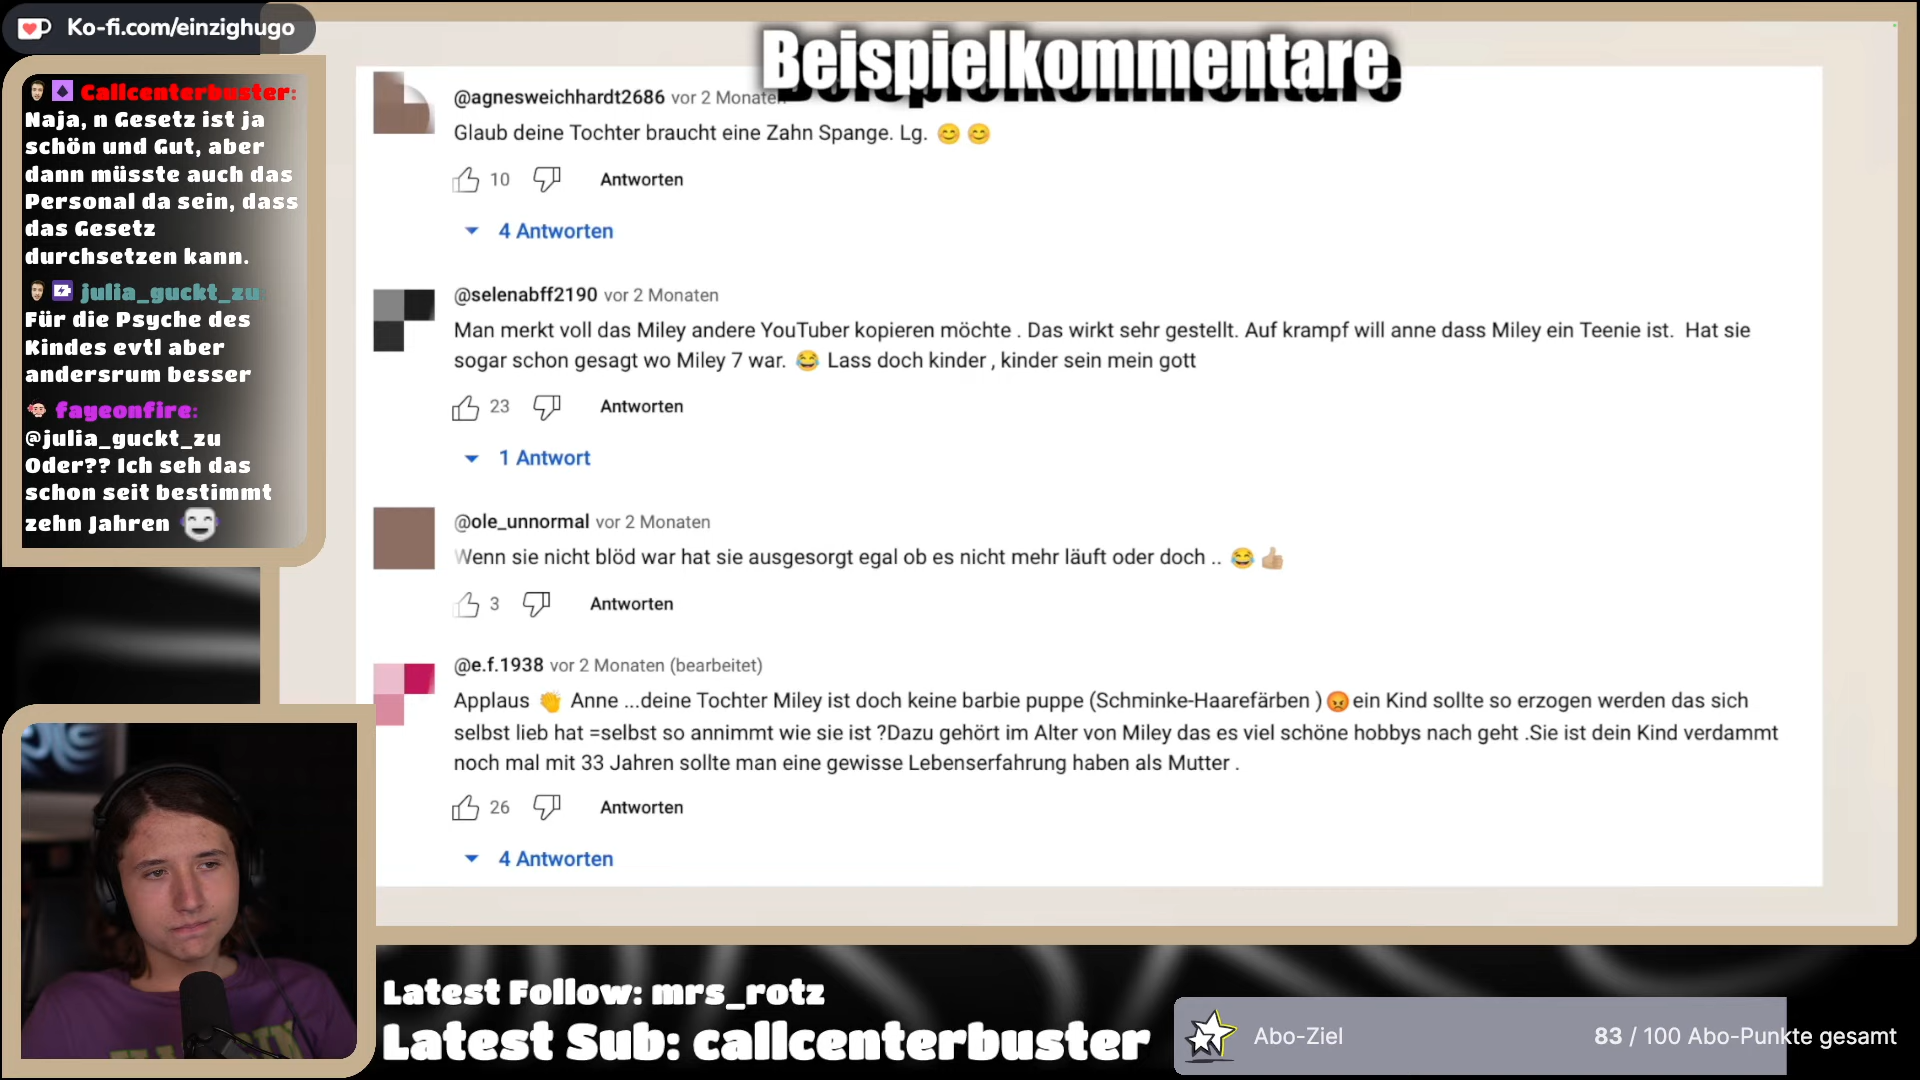 Ko-fi.com/einzighugo
Callcenterbuster:
Naja, n Gesetz ist ja
schön und Gut, aber
dann müsste auch das
Personal da sein, dass
das Gesetz
durchsetzen kann.
julia_guckt_zu
Für die Psyche des
Kindes evtl aber
andersrum besser
fayeonfire:
@julia_guckt_zu
Oder?? Ich seh das
schon seit bestimmt
zehn Jahren
Beispielkommentare
@agnesweichhardt2686 vor 2 Monaten
Glaub deine Tochter braucht eine Zahn Spange. Lg. 😊 😊
10 Antworten
4 Antworten
@selenabff2190 vor 2 Monaten
Man merkt voll das Miley andere YouTuber kopieren möchte . Das wirkt sehr gestellt. Auf krampf will anne dass Miley ein Teenie ist. Hat sie
sogar schon gesagt wo Miley 7 war. 😂 Lass doch kinder , kinder sein mein gott
23 Antworten
1 Antwort
@ole_unnormal vor 2 Monaten
Wenn sie nicht blöd war hat sie ausgesorgt egal ob es nicht mehr läuft oder doch .. 😂 👍🏼
3 Antworten
@e.f.1938 vor 2 Monaten (bearbeitet)
Applaus 👏 Anne ...deine Tochter Miley ist doch keine barbie puppe (Schminke-Haarefärben ) 😡 ein Kind sollte so erzogen werden das sich
selbst lieb hat =selbst so annimmt wie sie ist ?Dazu gehört im Alter von Miley das es viel schöne hobbys nach geht .Sie ist dein Kind verdammt
noch mal mit 33 Jahren sollte man eine gewisse Lebenserfahrung haben als Mutter .
26 Antworten
4 Antworten
Latest Follow: mrs_rotz
Latest Sub: callcenterbuster
Abo-Ziel 83 / 100 Abo-Punkte gesamt